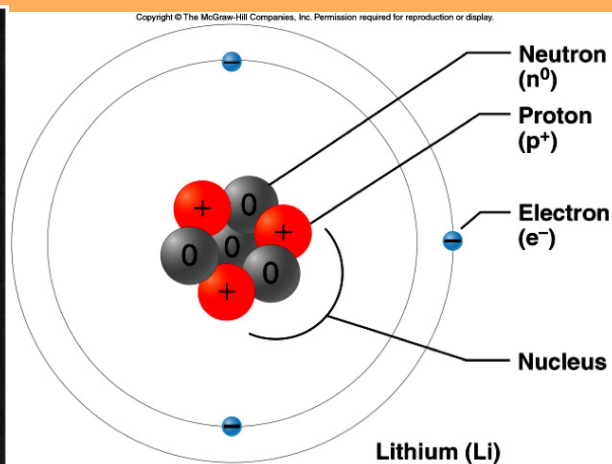 Copyright © The McGraw-Hill Companies, Inc. Permission required for reproduction or display.
Neutron
(n⁰)
Proton
(p⁺)
Electron
(e⁻)
Nucleus
Lithium (Li)
−
0
+
+
0
0
0
+
−
−